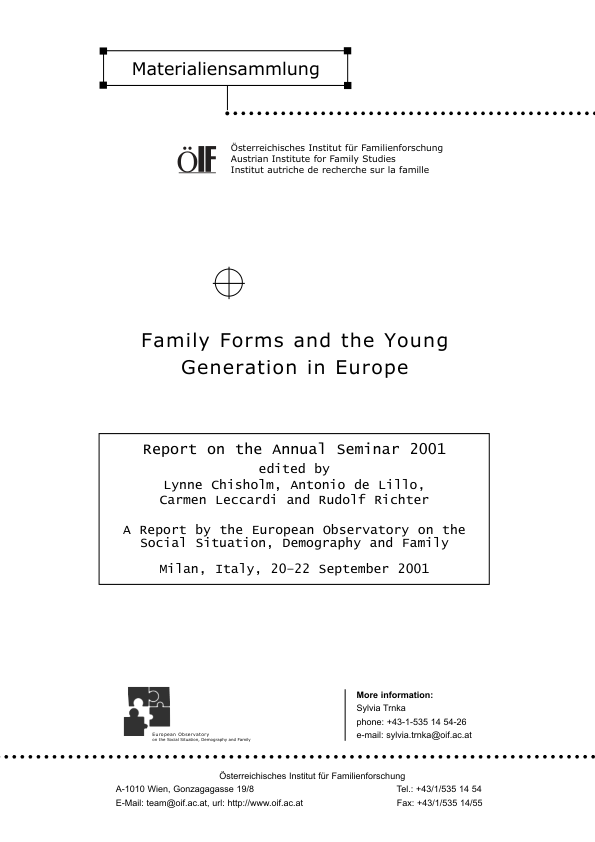 Materialiensammlung
ÖIF
Österreichisches Institut für Familienforschung
Austrian Institute for Family Studies
Institut autriche de recherche sur la famille
Family Forms and the Young
Generation in Europe
Report on the Annual Seminar 2001
edited by
Lynne Chisholm, Antonio de Lillo,
Carmen Leccardi and Rudolf Richter
A Report by the European Observatory on the
Social Situation, Demography and Family
Milan, Italy, 20–22 September 2001
European Observatory
on the Social Situation, Demography and Family
More information:
Sylvia Trnka
phone: +43-1-535 14 54-26
e-mail: sylvia.trnka@oif.ac.at
Österreichisches Institut für Familienforschung
A-1010 Wien, Gonzagagasse 19/8
Tel.: +43/1/535 14 54
E-Mail: team@oif.ac.at, url: http://www.oif.ac.at
Fax: +43/1/535 14/55